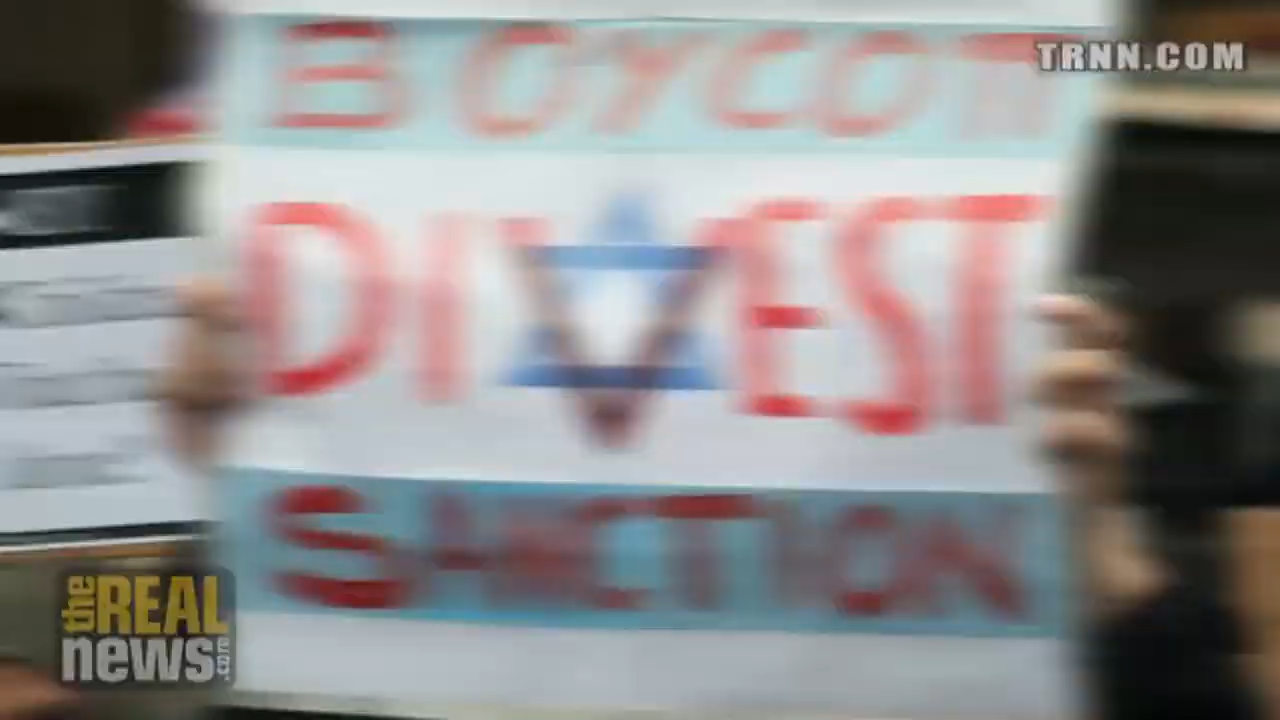 BOYCOTT
TRNN.COM
DIVEST
SANCTION
the REAL
news.com